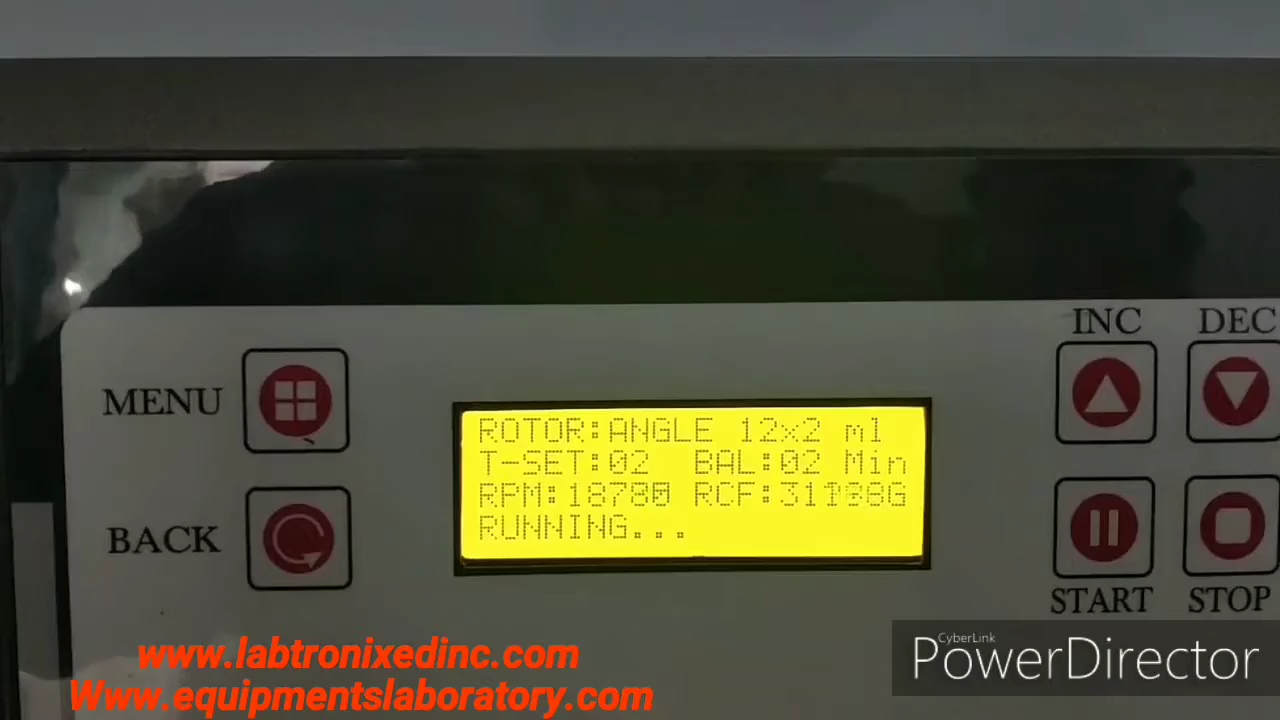 INC DEC
MENU
ROTOR:ANGLE 12x2 ml
T-SET:02 BAL:02 Min
RPM:18780 RCF:
RUNNING...
BACK
START STOP
www.labtronixedinc.com
Www.equipmentslaboratory.com
CyberLink
PowerDirector